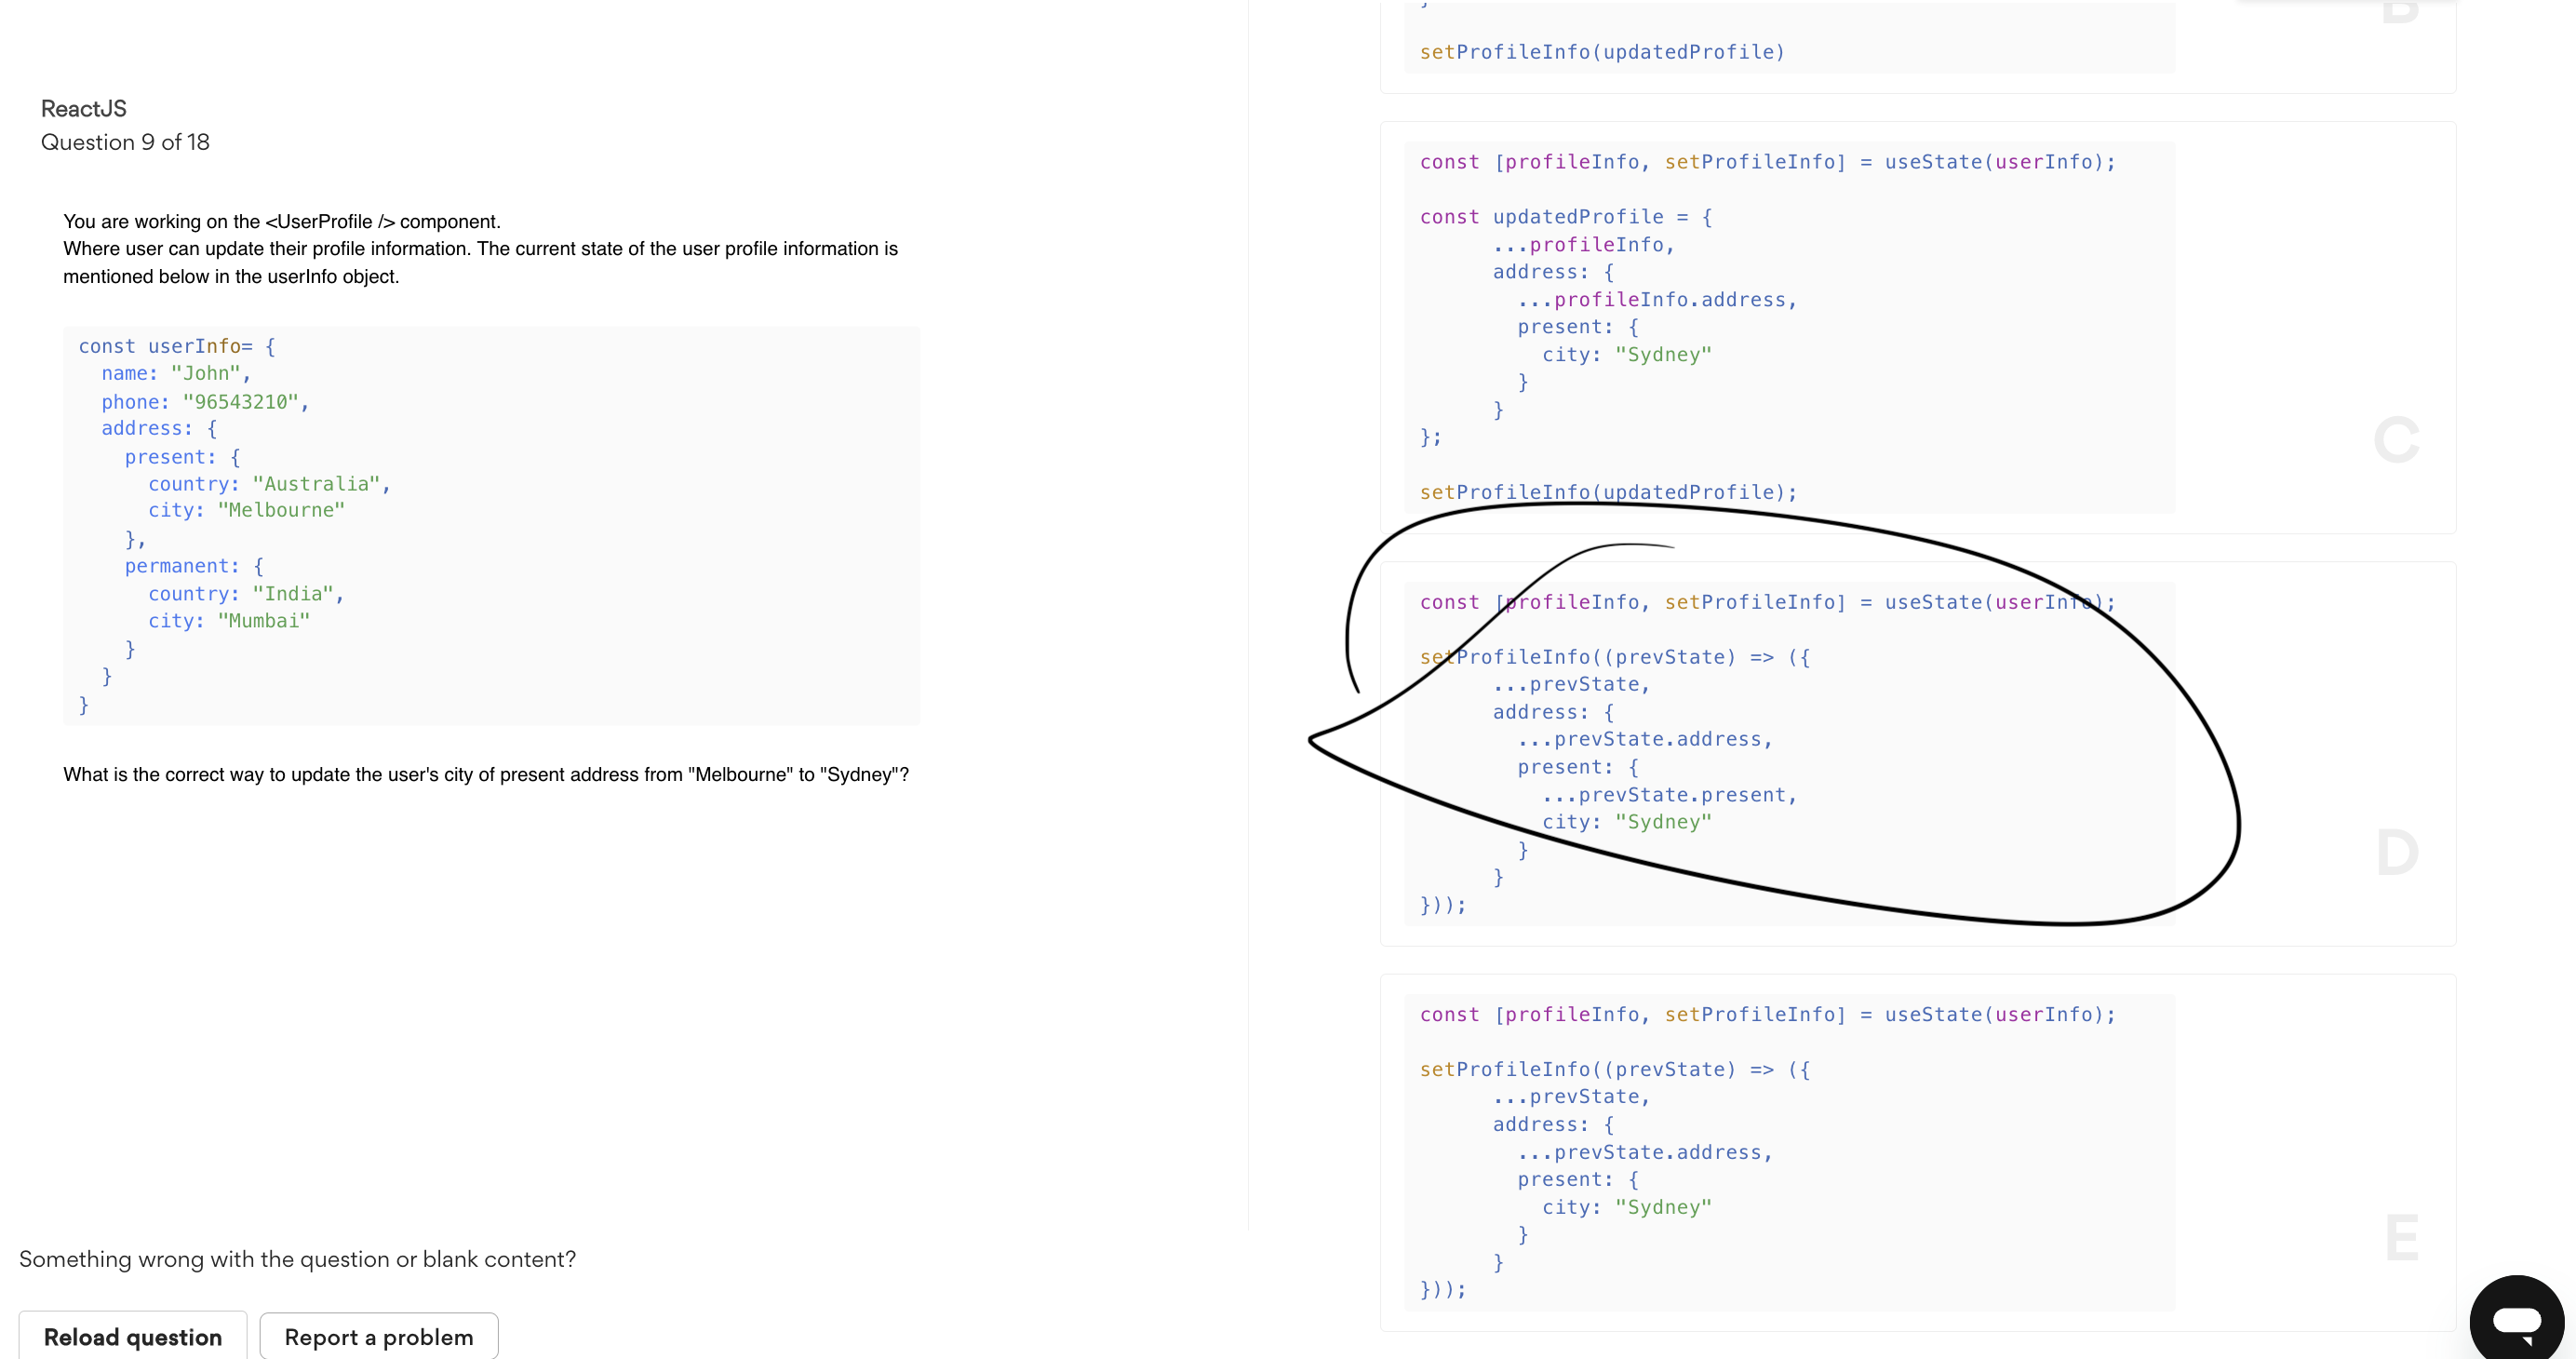 ReactJS
Question 9 of 18
You are working on the <UserProfile /> component.
Where user can update their profile information. The current state of the user profile information is
mentioned below in the userInfo object.
const userInfo= {
  name: "John",
  phone: "96543210",
  address: {
    present: {
      country: "Australia",
      city: "Melbourne"
    },
    permanent: {
      country: "India",
      city: "Mumbai"
    }
  }
}
What is the correct way to update the user's city of present address from "Melbourne" to "Sydney"?
Something wrong with the question or blank content?
Reload question
Report a problem
}
setProfileInfo(updatedProfile)
B
const [profileInfo, setProfileInfo] = useState(userInfo);
const updatedProfile = {
      ...profileInfo,
      address: {
        ...profileInfo.address,
        present: {
          city: "Sydney"
        }
      }
};
setProfileInfo(updatedProfile);
C
const [profileInfo, setProfileInfo] = useState(userInfo);
setProfileInfo((prevState) => ({
      ...prevState,
      address: {
        ...prevState.address,
        present: {
          ...prevState.present,
          city: "Sydney"
        }
      }
}));
D
const [profileInfo, setProfileInfo] = useState(userInfo);
setProfileInfo((prevState) => ({
      ...prevState,
      address: {
        ...prevState.address,
        present: {
          city: "Sydney"
        }
      }
}));
E